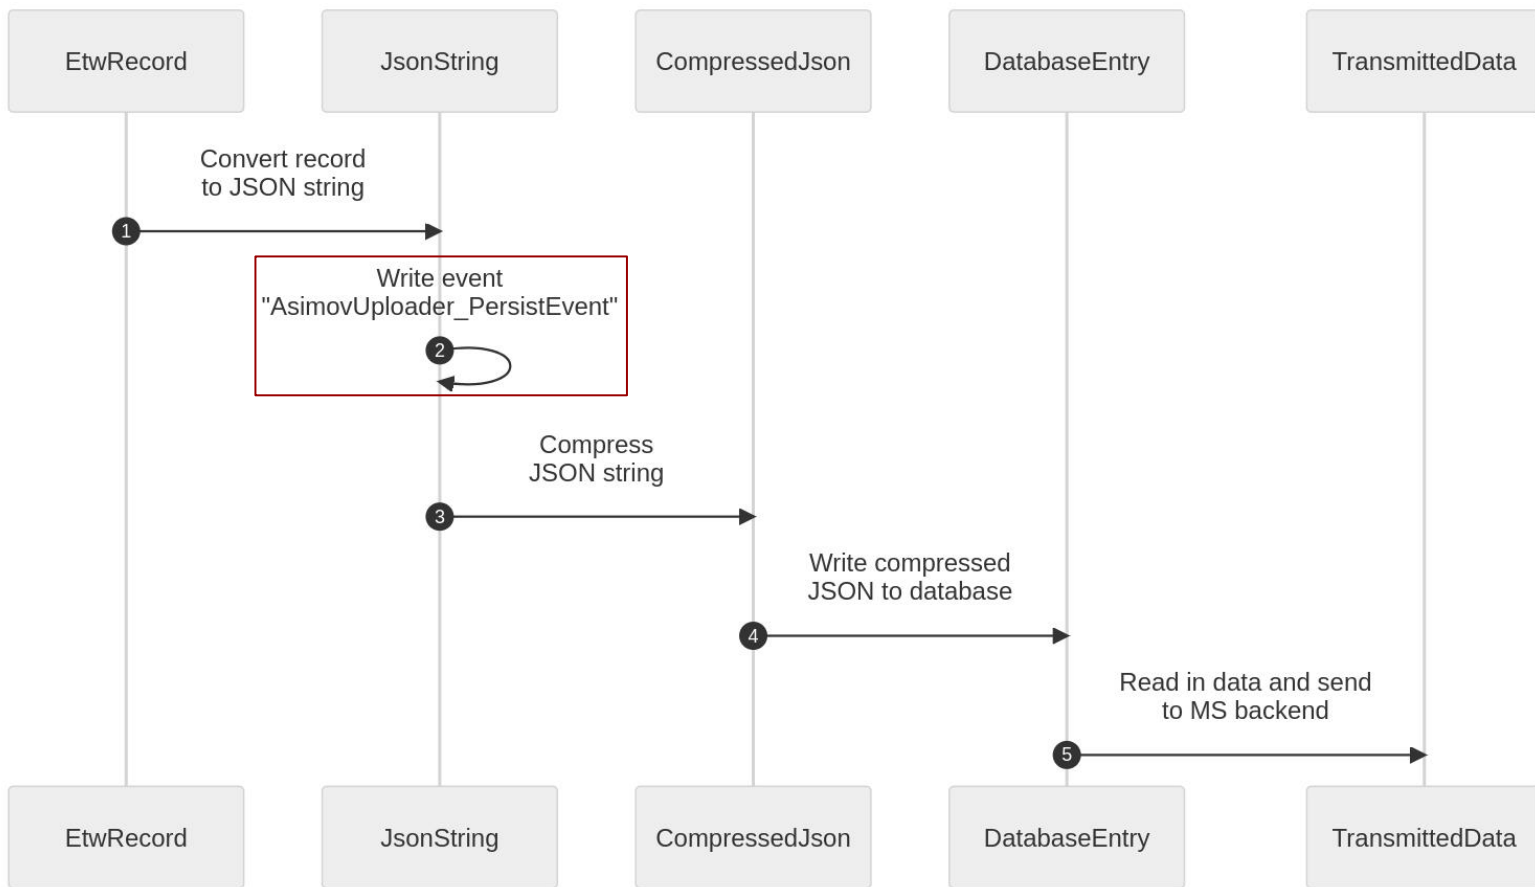 EtwRecord
JsonString
CompressedJson
DatabaseEntry
TransmittedData
Convert record
to JSON string
1
Write event
"AsimovUploader_PersistEvent"
2
Compress
JSON string
3
Write compressed
JSON to database
4
Read in data and send
to MS backend
5
EtwRecord
JsonString
CompressedJson
DatabaseEntry
TransmittedData